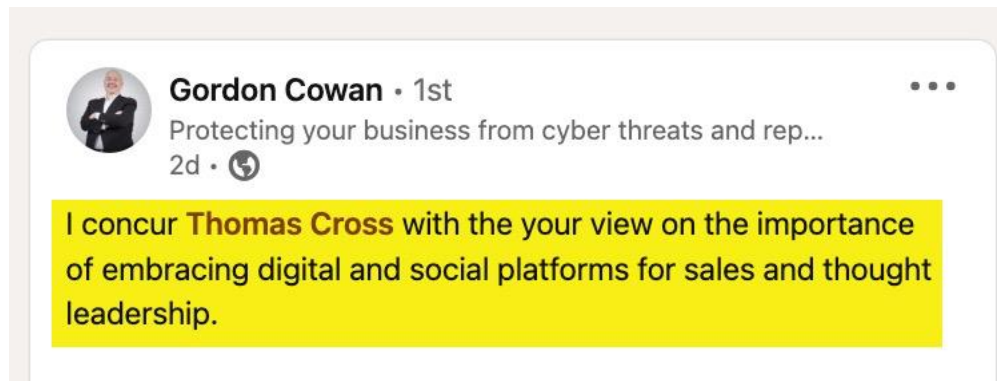 Gordon Cowan • 1st
Protecting your business from cyber threats and rep...
2d •
I concur Thomas Cross with the your view on the importance
of embracing digital and social platforms for sales and thought
leadership.